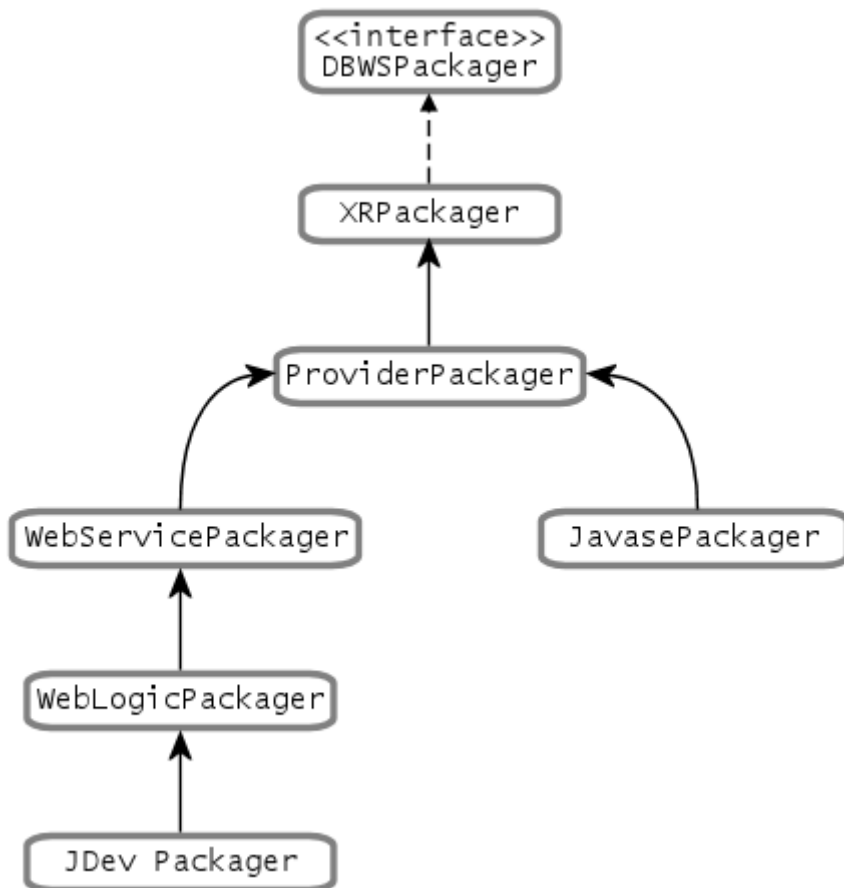 <<interface>>
DBWSPackager
XRPackager
ProviderPackager
WebServicePackager
JavasePackager
WebLogicPackager
JDev Packager